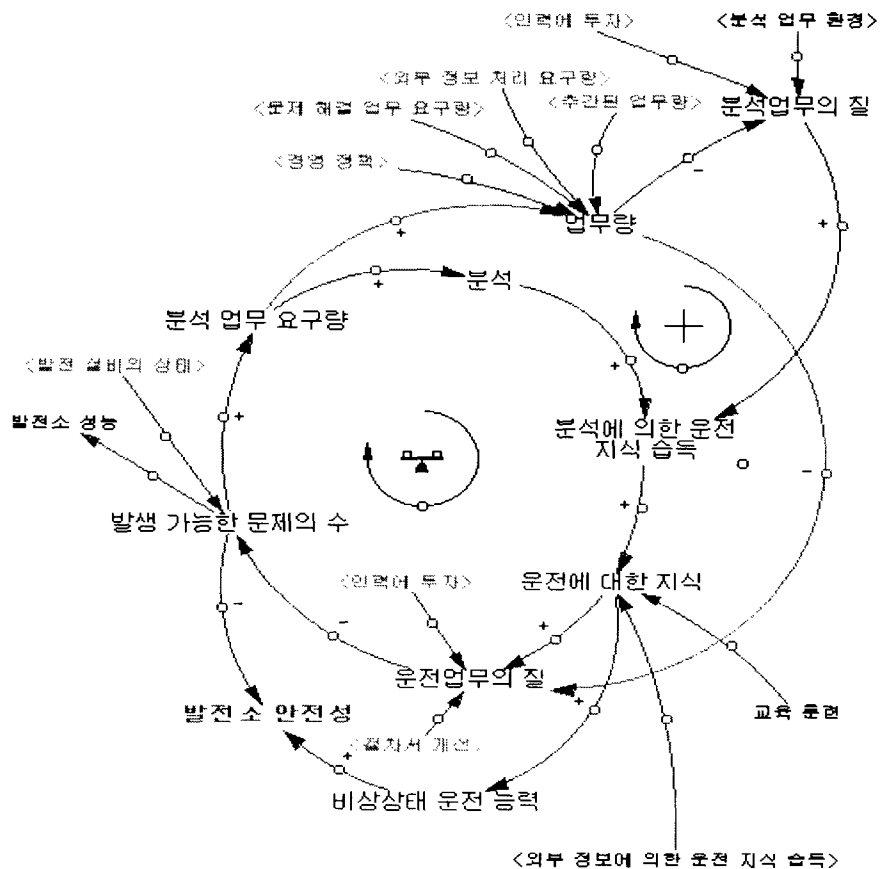 <인력에 투자>
<분석 업무 환경>
<외부 정보 처리 요구량>
<문제 해결 업무 요구량>
<추간된 업무량>
분석업무의 질
<경영 정책>
업무량
분석
분석 업무 요구량
<발전 설비의 상태>
발전소 성능
분석에 의한 운전
지식 습득
발생 가능한 문제의 수
<인력에 투자>
운전에 대한 지식
운전업무의 질
발전소 안전성
교육 훈련
<절차서 개선>
비상상태 운전 능력
<외부 정보에 의한 운전 지식 습득>